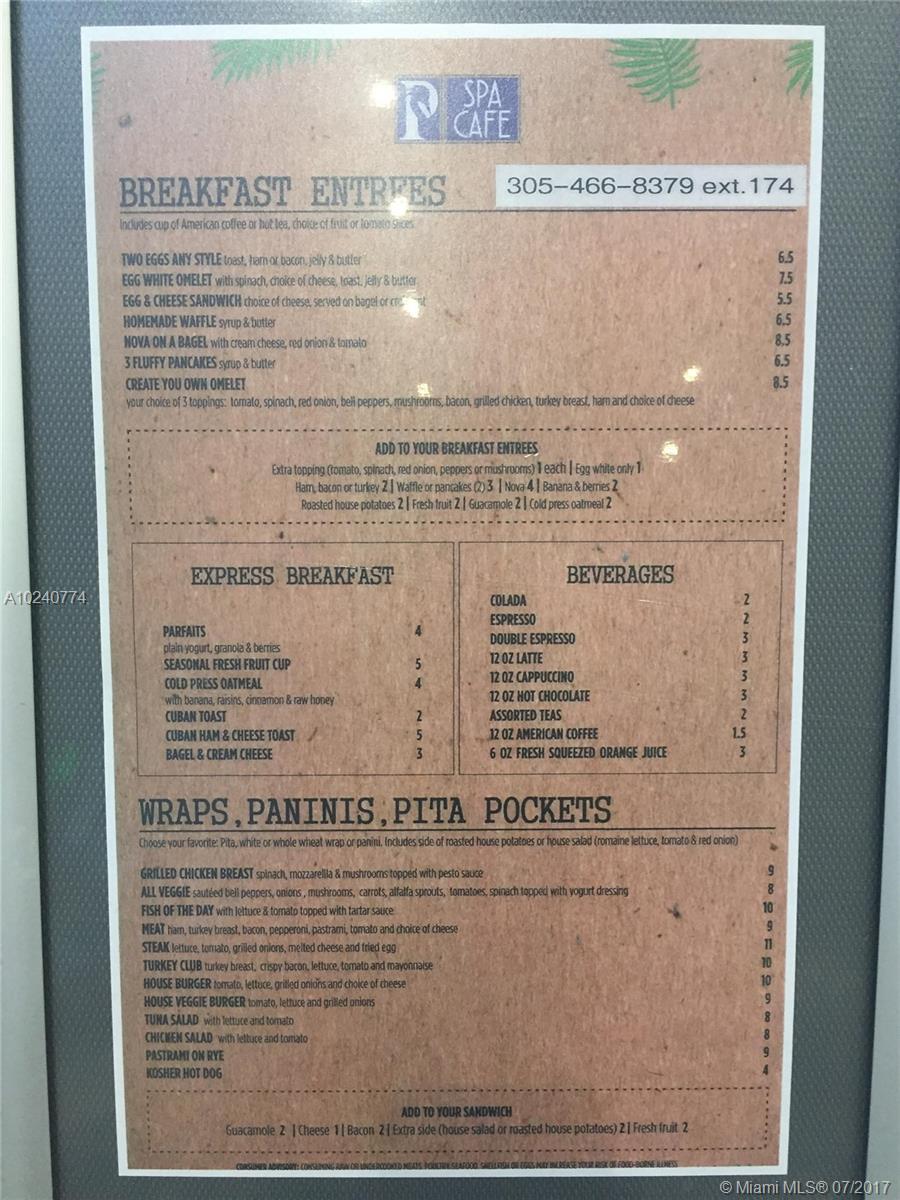 SPA
CAFE
BREAKFAST ENTREES
305-466-8379 ext.174
Includes cup of American coffee or hot tea, choice of fruit or tomato slices
TWO EGGS ANY STYLE toast, ham or bacon, jelly & butter 6.5
EGG WHITE OMELET with spinach, choice of cheese, toast, jelly & butter 7.5
EGG & CHEESE SANDWICH choice of cheese, served on bagel or croissant 5.5
HOMEMADE WAFFLE syrup & butter 6.5
NOVA ON A BAGEL with cream cheese, red onion & tomato 8.5
3 FLUFFY PANCAKES syrup & butter 6.5
CREATE YOU OWN OMELET 8.5
your choice of 3 toppings: tomato, spinach, red onion, bell peppers, mushrooms, bacon, grilled chicken, turkey breast, ham and choice of cheese
ADD TO YOUR BREAKFAST ENTREES
Extra topping (tomato, spinach, red onion, peppers or mushrooms) 1 each | Egg white only 1
Ham, bacon or turkey 2 | Waffle or pancakes (2) 3 | Nova 4 | Banana & berries 2
Roasted house potatoes 2 | Fresh fruit 2 | Guacamole 2 | Cold press oatmeal 2
EXPRESS BREAKFAST
PARFAITS 4
plain yogurt, granola & berries
SEASONAL FRESH FRUIT CUP 5
COLD PRESS OATMEAL 4
with banana, raisins, cinnamon & raw honey
CUBAN TOAST 2
CUBAN HAM & CHEESE TOAST 5
BAGEL & CREAM CHEESE 3
BEVERAGES
COLADA 2
ESPRESSO 2
DOUBLE ESPRESSO 3
12 OZ LATTE 3
12 OZ CAPPUCCINO 3
12 OZ HOT CHOCOLATE 3
ASSORTED TEAS 2
12 OZ AMERICAN COFFEE 1.5
6 OZ FRESH SQUEEZED ORANGE JUICE 3
A10240774
WRAPS, PANINIS, PITA POCKETS
Choose your favorite: Pita, white or whole wheat wrap or panini. Includes side of roasted house potatoes or house salad (romaine lettuce, tomato & red onion)
GRILLED CHICKEN BREAST spinach, mozzarellla & mushrooms topped with pesto sauce 9
ALL VEGGIE sautéed bell peppers, onions , mushrooms, carrots, alfalfa sprouts, tomatoes, spinach topped with yogurt dressing 8
FISH OF THE DAY with lettuce & tomato topped with tartar sauce 10
MEAT ham, turkey breast, bacon, pepperoni, pastrami, tomato and choice of cheese 9
STEAK lettuce, tomato, grilled onions, melted cheese and fried egg 11
TURKEY CLUB turkey breast, crispy bacon, lettuce, tomato and mayonnaise 10
HOUSE BURGER tomato, lettuce, grilled onions and choice of cheese 10
HOUSE VEGGIE BURGER tomato, lettuce and grilled onions 9
TUNA SALAD with lettuce and tomato 8
CHICKEN SALAD with lettuce and tomato 8
PASTRAMI ON RYE 9
KOSHER HOT DOG 4
ADD TO YOUR SANDWICH
Guacamole 2 | Cheese 1 | Bacon 2 | Extra side (house salad or roasted house potatoes) 2 | Fresh fruit 2
CONSUMER ADVISORY: CONSUMING RAW OR UNDERCOOKED MEATS, POULTRY, SEAFOOD, SHELLFISH OR EGGS MAY INCREASE YOUR RISK OF FOOD-BORNE ILLNESS
© Miami MLS® 07/2017